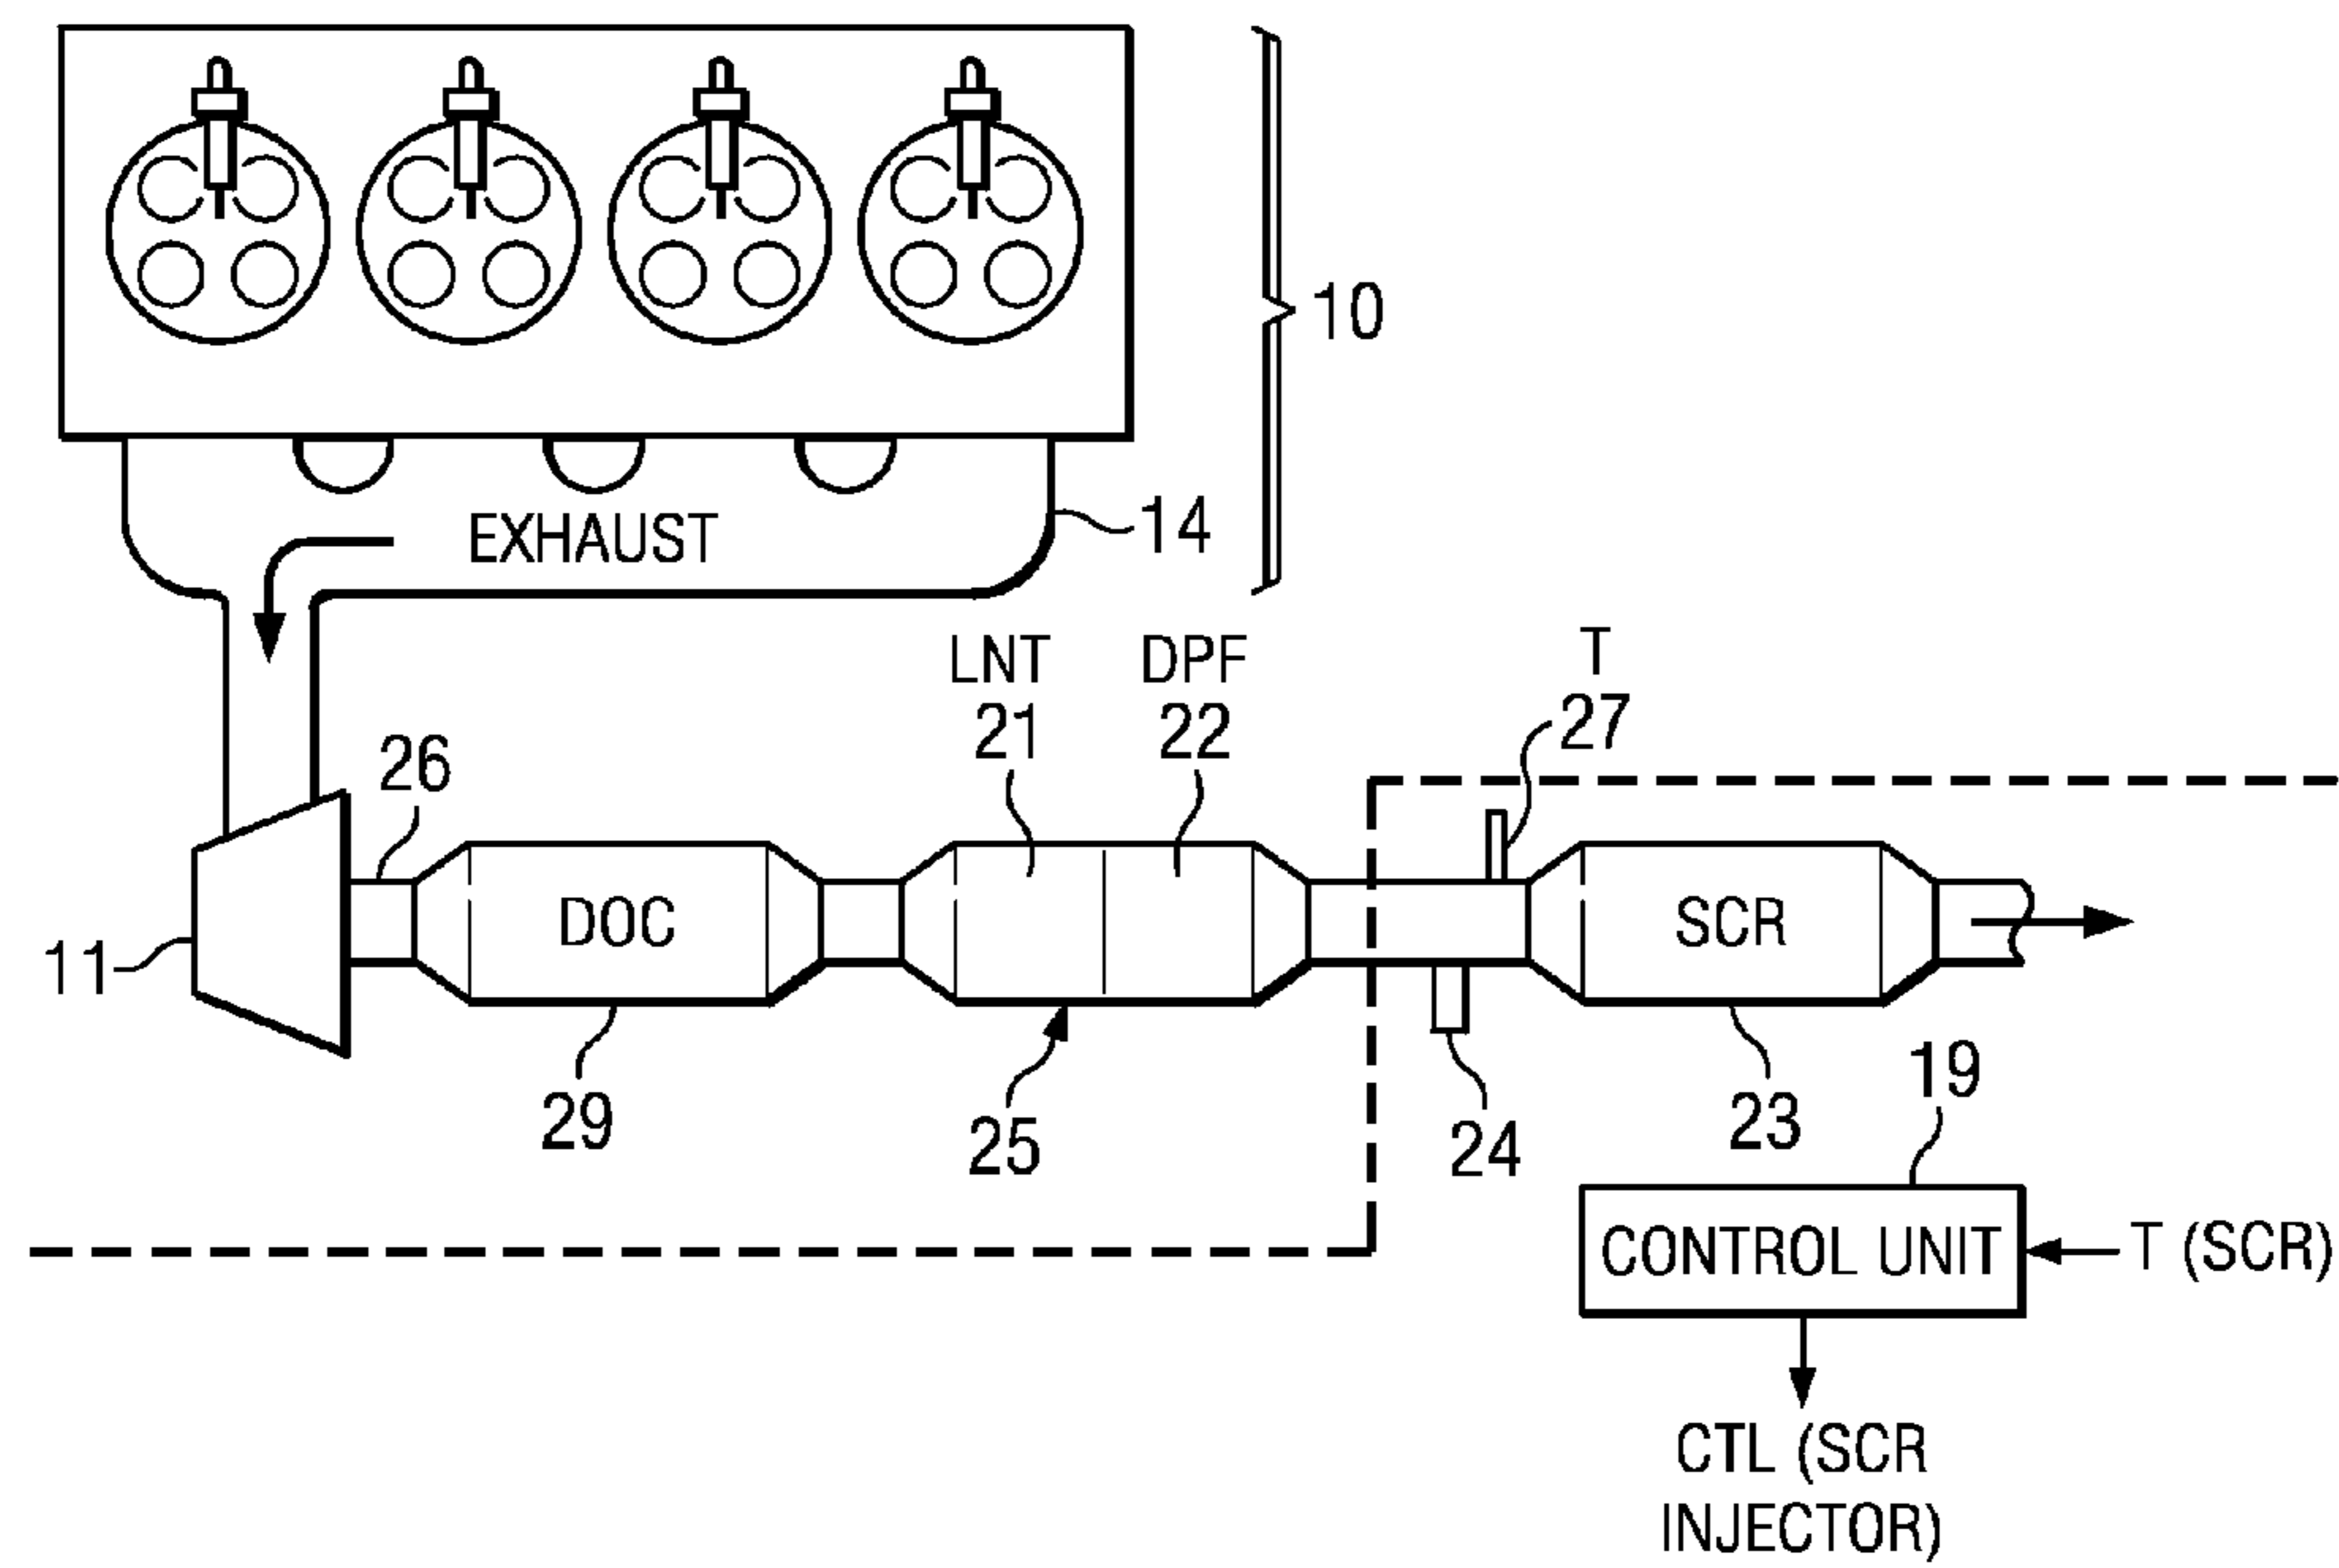 10
EXHAUST
14
LNT
21
DPF
22
T
27
26
11
DOC
SCR
29
25
24
23
19
CONTROL UNIT
T (SCR)
CTL (SCR
INJECTOR)